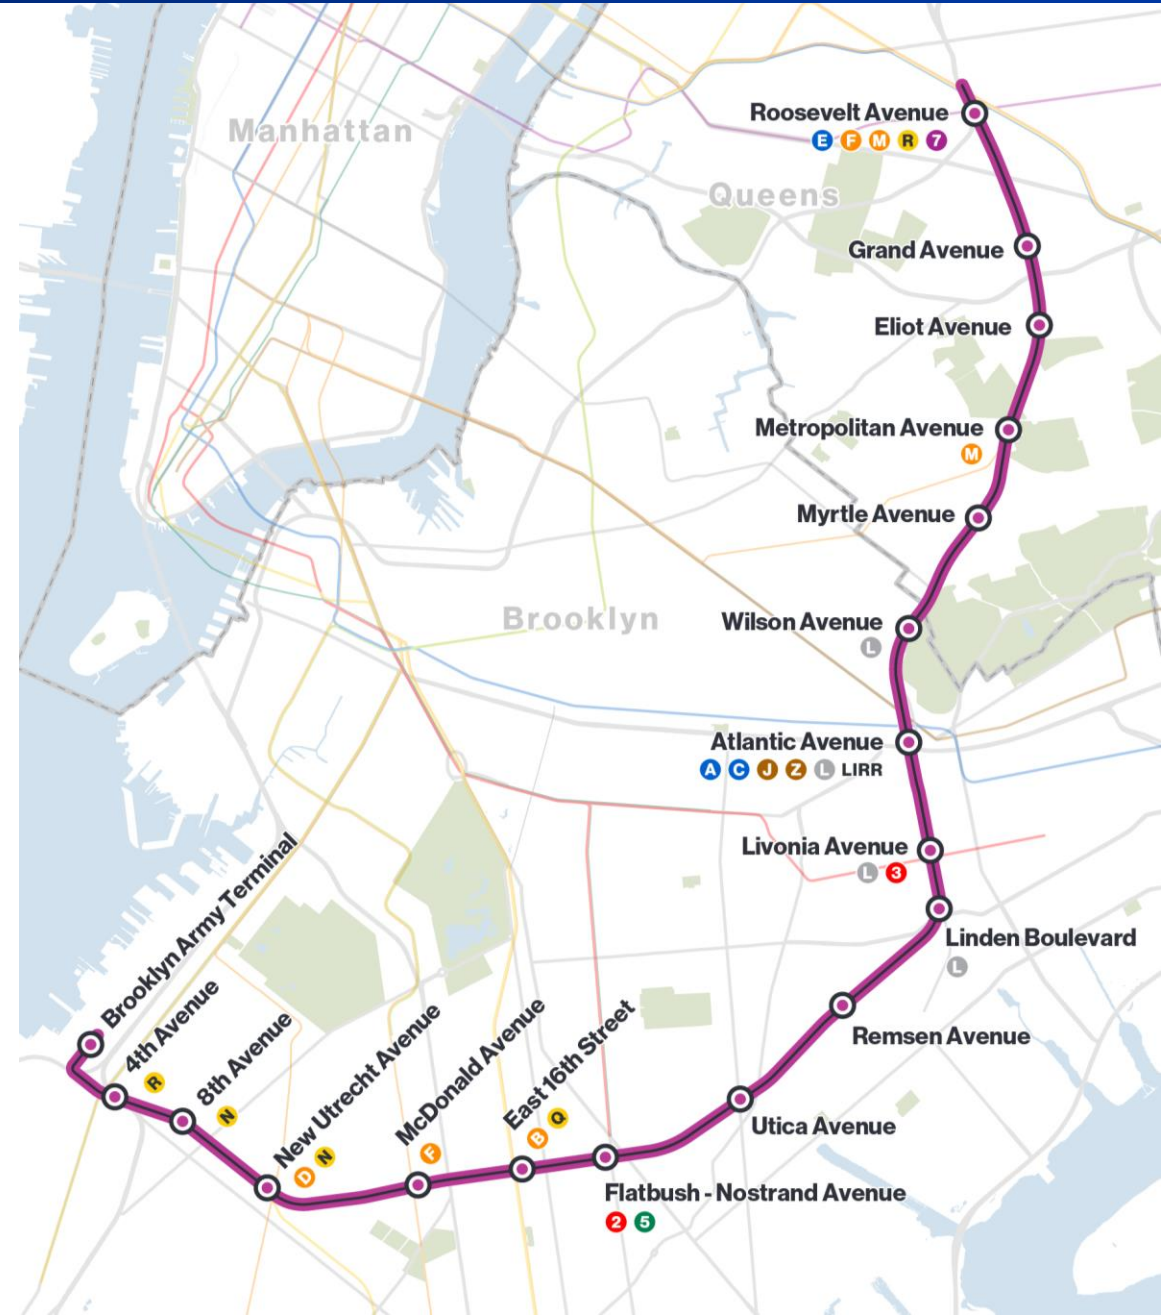 Manhattan
Roosevelt Avenue
E F M R 7
Queens
Grand Avenue
Eliot Avenue
Metropolitan Avenue
M
Myrtle Avenue
Brooklyn
Wilson Avenue
L
Atlantic Avenue
A C J Z L LIRR
Livonia Avenue
L 3
Linden Boulevard
L
Remsen Avenue
Utica Avenue
Flatbush - Nostrand Avenue
2 5
East 16th Street
B Q
McDonald Avenue
F
New Utrecht Avenue
D N
8th Avenue
N
4th Avenue
R
Brooklyn Army Terminal